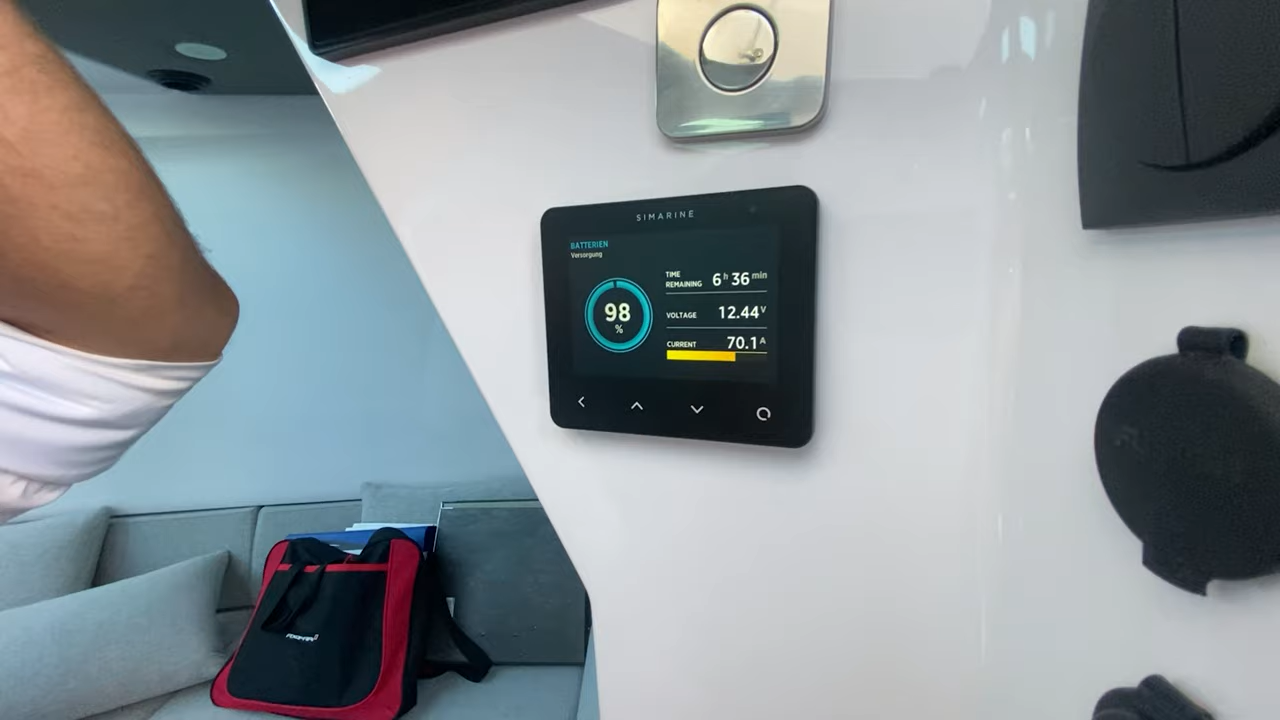 SIMARINE
BATTERIEN
Versorgung
98
%
TIME
REMAINING
6 h 36 min
VOLTAGE
12.44 V
CURRENT
70.1 A